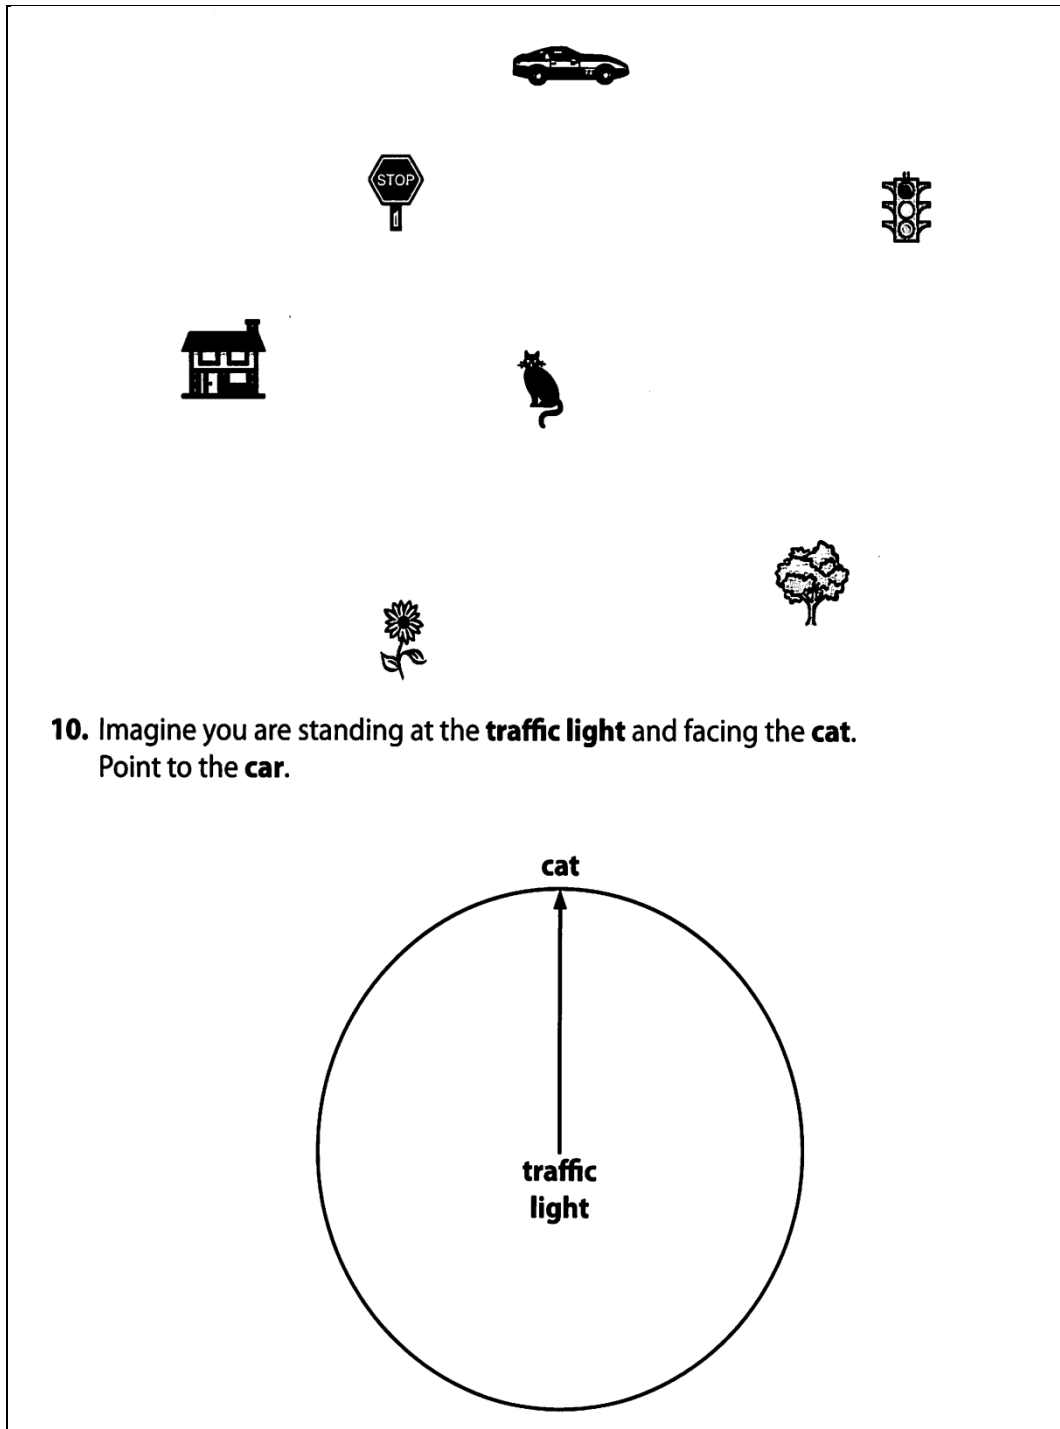 STOP
10. Imagine you are standing at the traffic light and facing the cat.
Point to the car.
cat
traffic
light